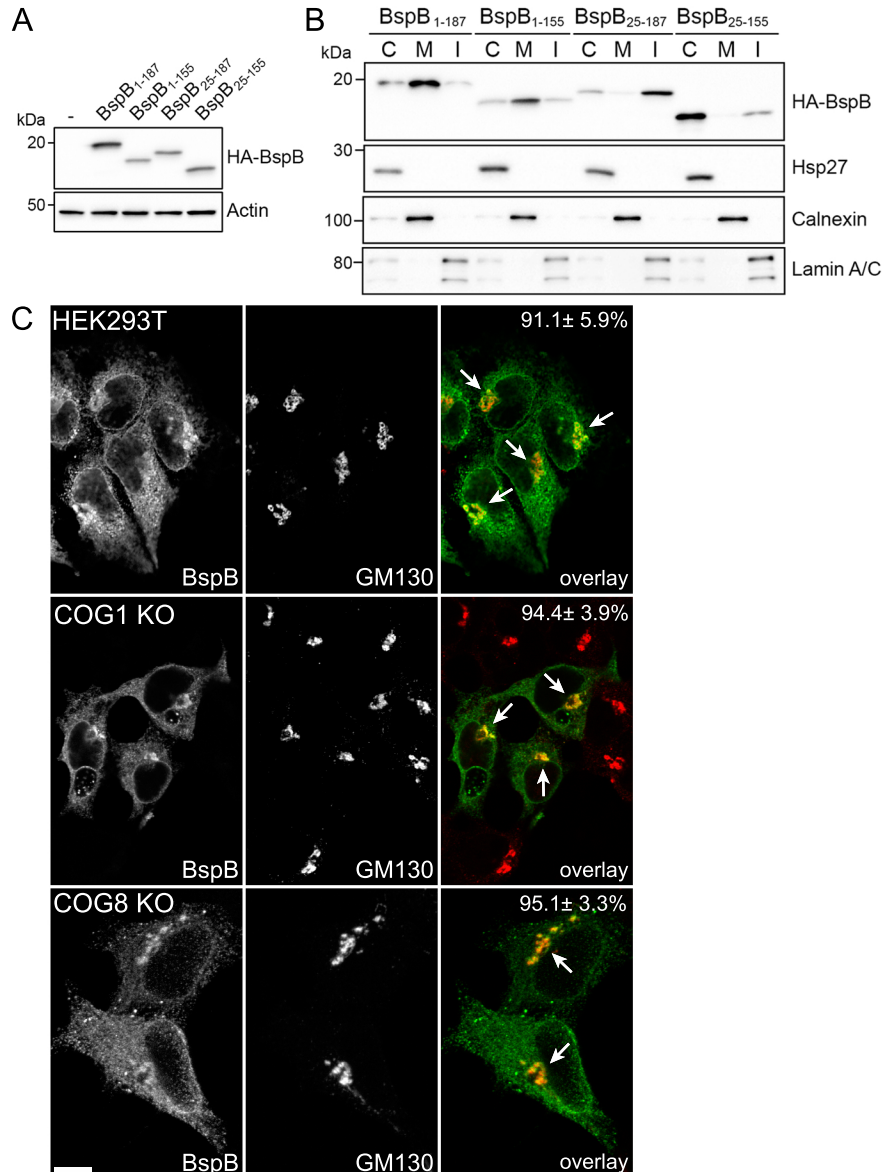 A
BspB1-187
BspB1-155
BspB25-187
BspB25-155
kDa
-
20
HA-BspB
50
Actin
B
BspB1-187 BspB1-155 BspB25-187 BspB25-155
kDa C M I C M I C M I C M I
20
HA-BspB
30
Hsp27
100
Calnexin
80
Lamin A/C
C
HEK293T 91.1± 5.9%
BspB GM130 overlay
COG1 KO 94.4± 3.9%
BspB GM130 overlay
COG8 KO 95.1± 3.3%
BspB GM130 overlay